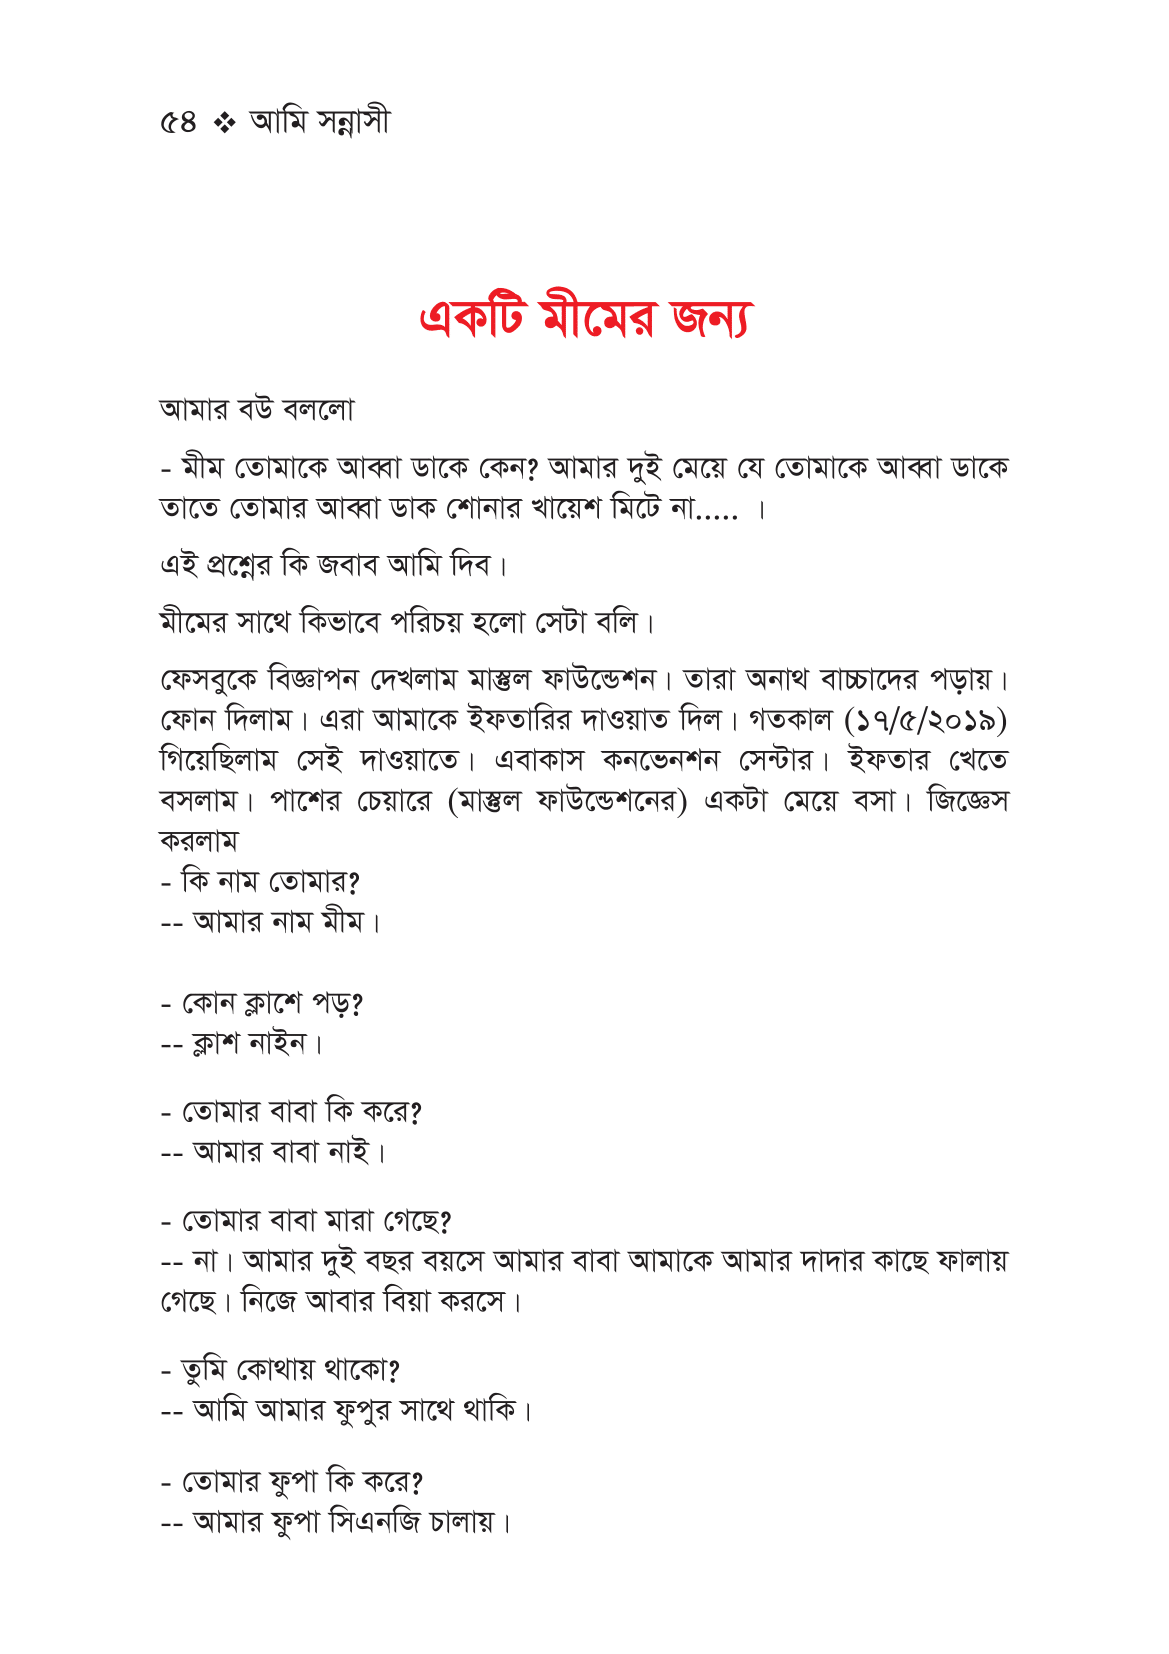 ৫৪ ❖ আমি সন্ন্যাসী
একটি মীমের জন্য
আমার বউ বললো
- মীম তোমাকে আব্বা ডাকে কেন? আমার দুই মেয়ে যে তোমাকে আব্বা ডাকে
তাতে তোমার আব্বা ডাক শোনার খায়েশ মিটে না..... ।
এই প্রশ্নের কি জবাব আমি দিব।
মীমের সাথে কিভাবে পরিচয় হলো সেটা বলি।
ফেসবুকে বিজ্ঞাপন দেখলাম মাস্তুল ফাউন্ডেশন। তারা অনাথ বাচ্চাদের পড়ায়।
ফোন দিলাম। এরা আমাকে ইফতারির দাওয়াত দিল। গতকাল (১৭/৫/২০১৯)
গিয়েছিলাম সেই দাওয়াতে। এবাকাস কনভেনশন সেন্টার। ইফতার খেতে
বসলাম। পাশের চেয়ারে (মাস্তুল ফাউন্ডেশনের) একটা মেয়ে বসা। জিজ্ঞেস
করলাম
- কি নাম তোমার?
-- আমার নাম মীম।
- কোন ক্লাশে পড়?
-- ক্লাশ নাইন।
- তোমার বাবা কি করে?
-- আমার বাবা নাই।
- তোমার বাবা মারা গেছে?
-- না। আমার দুই বছর বয়সে আমার বাবা আমাকে আমার দাদার কাছে ফালায়
গেছে। নিজে আবার বিয়া করসে।
- তুমি কোথায় থাকো?
-- আমি আমার ফুপুর সাথে থাকি।
- তোমার ফুপা কি করে?
-- আমার ফুপা সিএনজি চালায়।